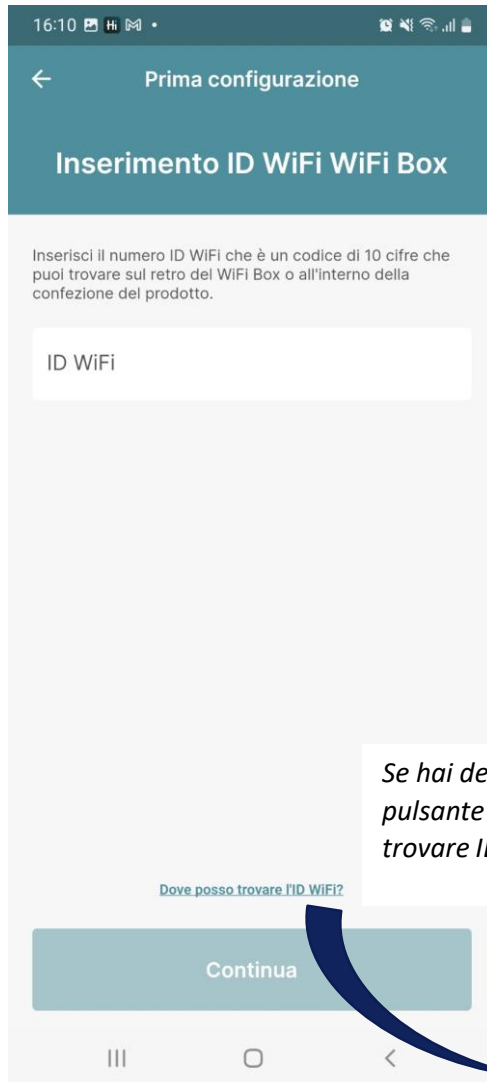 16:10
Prima configurazione
Inserimento ID WiFi WiFi Box
Inserisci il numero ID WiFi che è un codice di 10 cifre che
puoi trovare sul retro del WiFi Box o all'interno della
confezione del prodotto.
ID WiFi
Se hai de
pulsante
trovare I
Dove posso trovare l'ID WiFi?
Continua